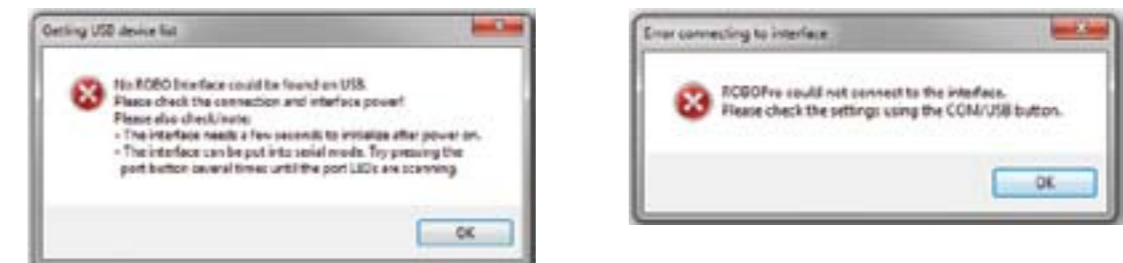 Getting USB device list
No ROBO Interface could be found on USB.
Please check the connection and interface power!
Please also check/note:
- The interface needs a few seconds to initialize after power on.
- The interface can be put into serial mode. Try pressing the
port button several times until the port LEDs are scanning.
OK
Error connecting to interface
ROBOPro could not connect to the interface.
Please check the settings using the COM/USB button.
OK